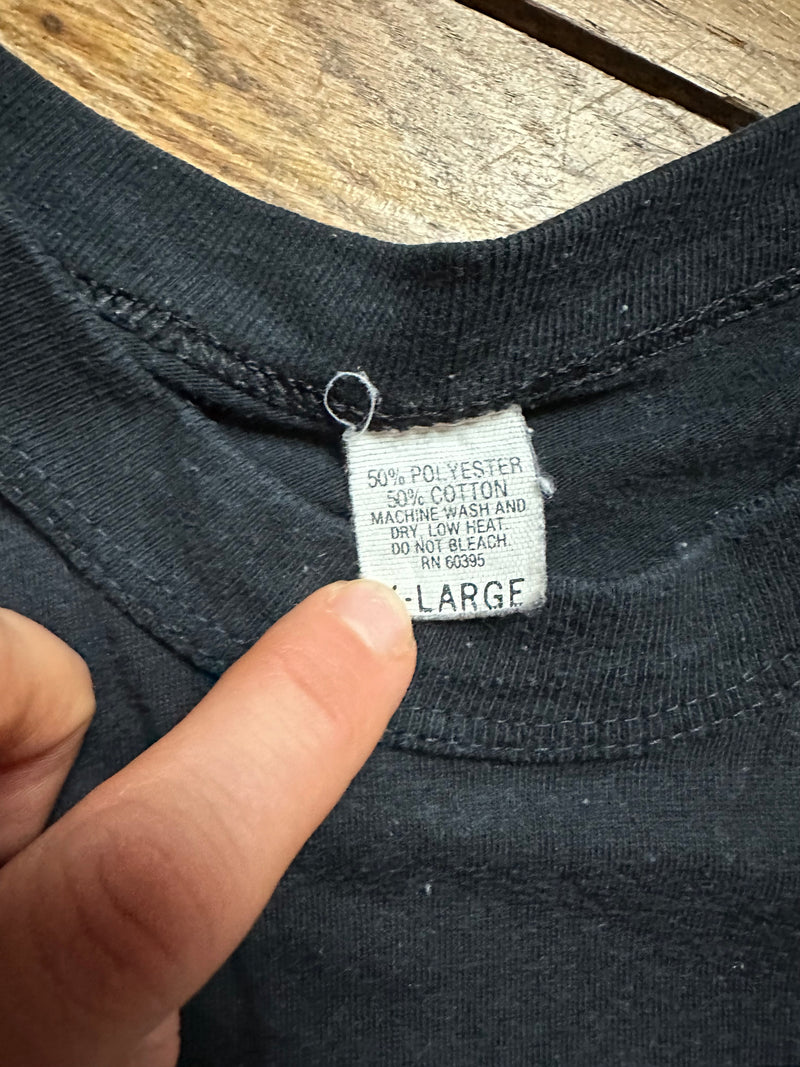 50% POLYESTER
50% COTTON
MACHINE WASH AND
DRY, LOW HEAT.
DO NOT BLEACH.
RN 60395
-LARGE